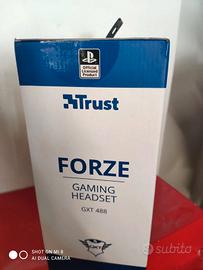 Official
Licensed
Product
Trust
FORZE
GAMING
HEADSET
GXT 488
SHOT ON MI 8
AI DUAL CAMERA
subito